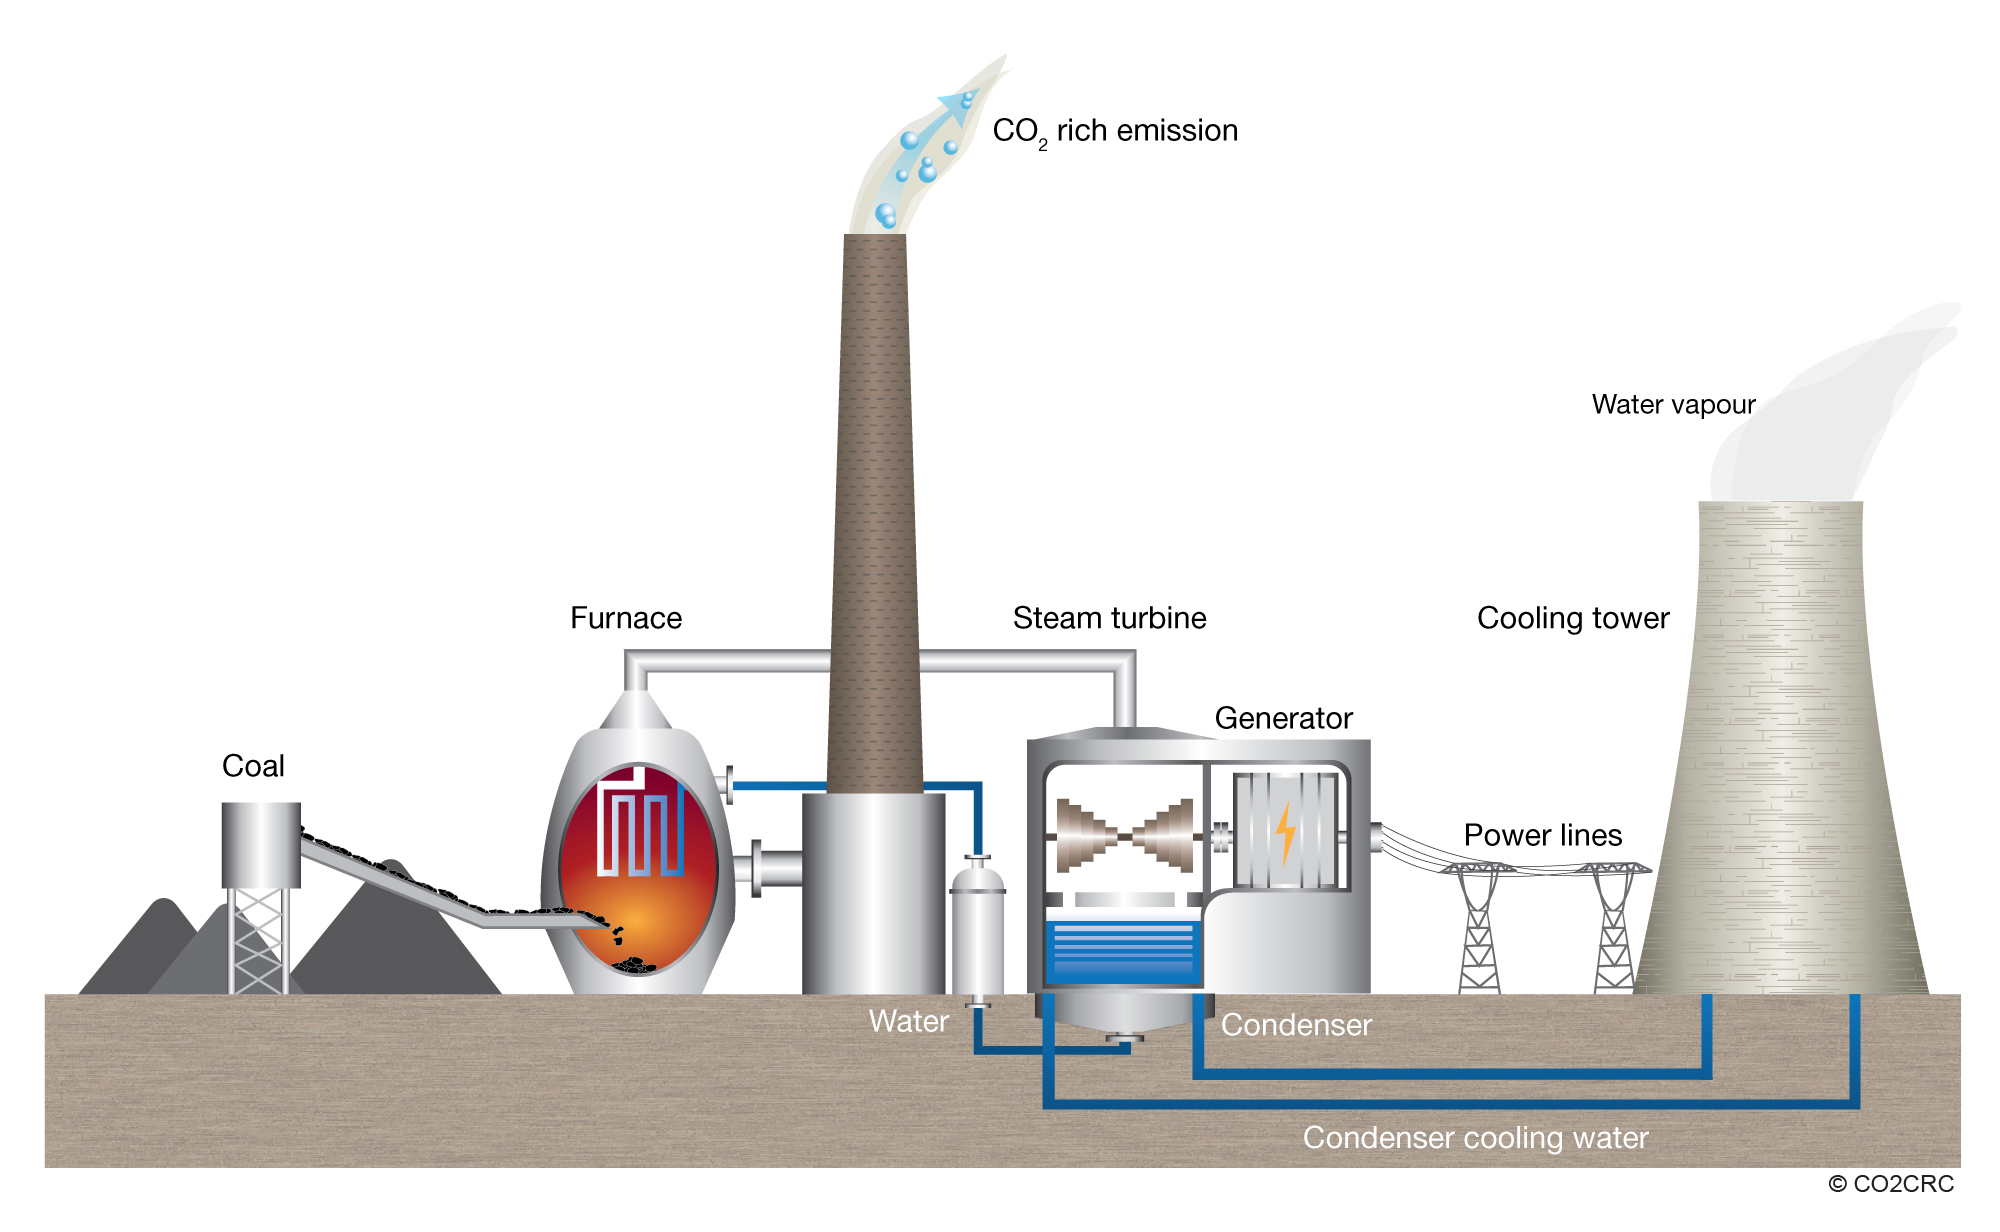 CO₂ rich emission
Water vapour
Furnace
Steam turbine
Cooling tower
Generator
Coal
Power lines
Water
Condenser
Condenser cooling water
© CO2CRC